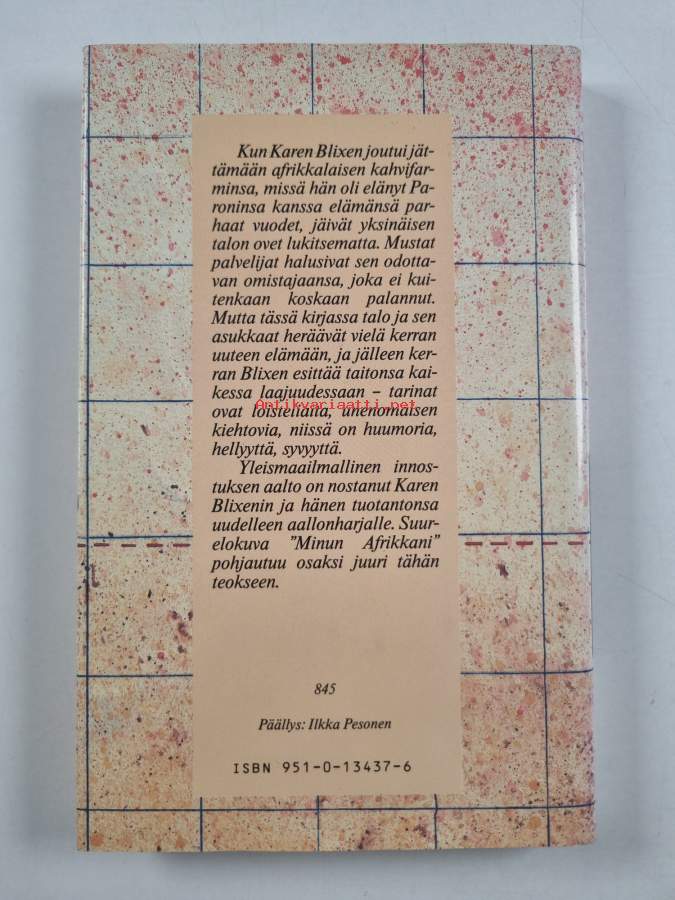 Kun Karen Blixen joutui jät-
tämään afrikkalaisen kahvifar-
minsa, missä hän oli elänyt Pa-
roninsa kanssa elämänsä par-
haat vuodet, jäivät yksinäisen
talon ovet lukitsematta. Mustat
palvelijat halusivat sen odotta-
van omistajaansa, joka ei kui-
tenkaan koskaan palannut.
Mutta tässä kirjassa talo ja sen
asukkaat heräävät vielä kerran
uuteen elämään, ja jälleen ker-
ran Blixen esittää taitonsa kai-
kessa laajuudessaan – tarinat
Antikvariaatti.net
ovat loisteliaita, unenomaisen
kiehtovia, niissä on huumoria,
hellyyttä, syvyyttä.
Yleismaailmallinen innos-
tuksen aalto on nostanut Karen
Blixenin ja hänen tuotantonsa
uudelleen aallonharjalle. Suur-
elokuva ”Minun Afrikkani”
pohjautuu osaksi juuri tähän
teokseen.
845
Päällys: Ilkka Pesonen
ISBN 951-0-13437-6